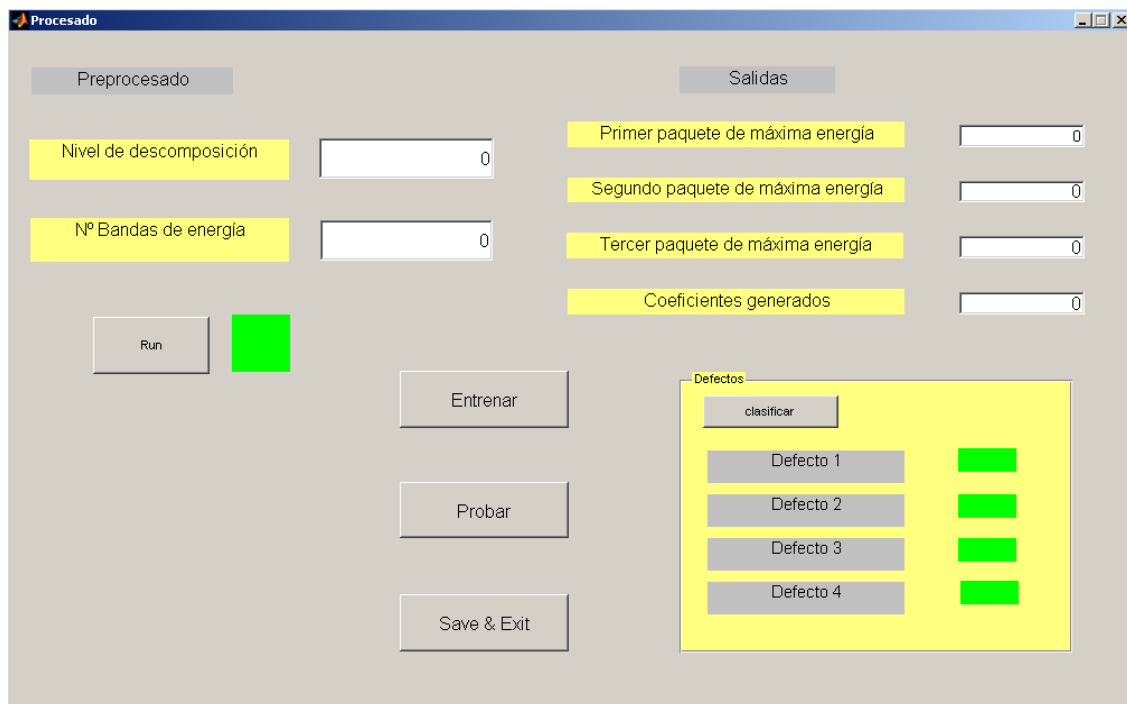 Procesado
Preprocesado
Nivel de descomposición
0
Nº Bandas de energía
0
Run
Salidas
Primer paquete de máxima energía
0
Segundo paquete de máxima energía
0
Tercer paquete de máxima energía
0
Coeficientes generados
0
Entrenar
Probar
Save & Exit
Defectos
clasificar
Defecto 1
Defecto 2
Defecto 3
Defecto 4